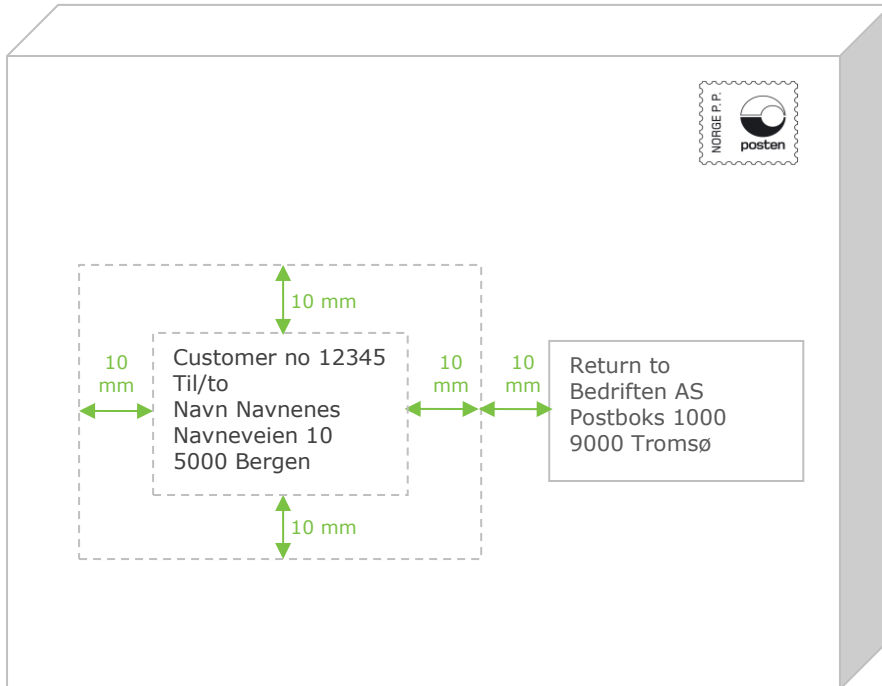 NORGE P.P.
posten
10 mm
10
mm
Customer no 12345
Til/to
Navn Navnenes
Navneveien 10
5000 Bergen
10
mm
10
mm
Return to
Bedriften AS
Postboks 1000
9000 Tromsø
10 mm